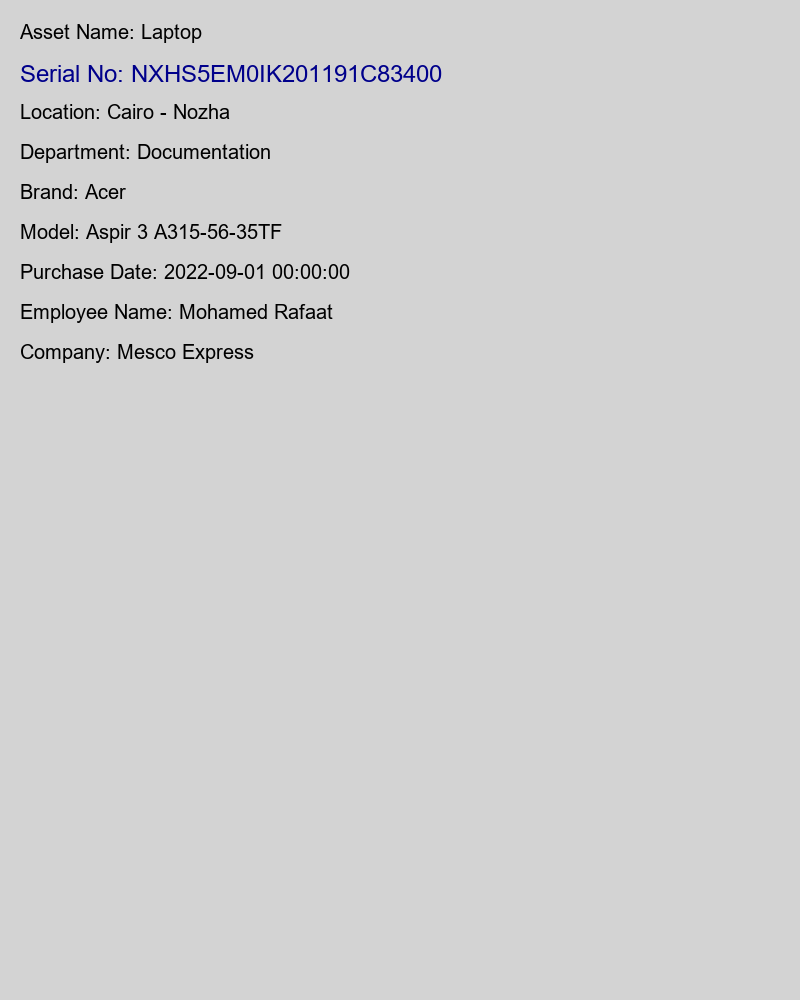 Asset Name: Laptop
Serial No: NXHS5EM0IK201191C83400
Location: Cairo - Nozha
Department: Documentation
Brand: Acer
Model: Aspir 3 A315-56-35TF
Purchase Date: 2022-09-01 00:00:00
Employee Name: Mohamed Rafaat
Company: Mesco Express